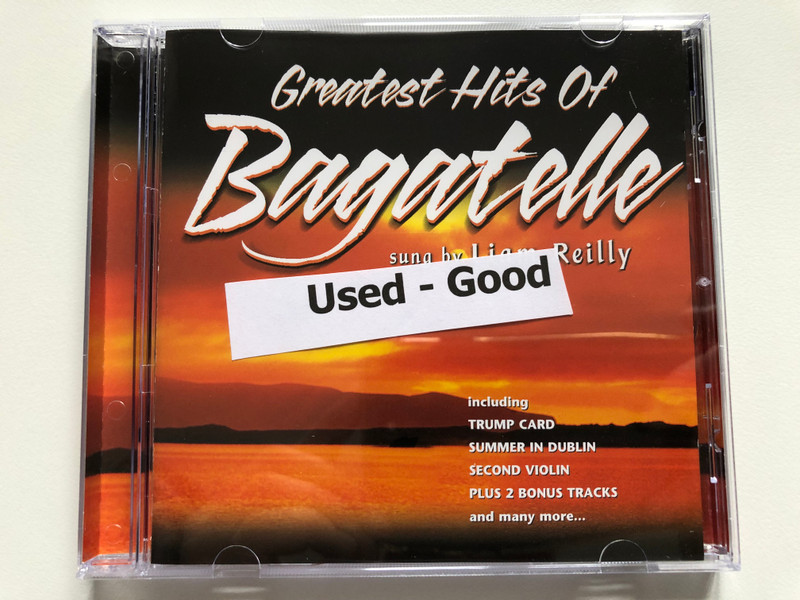 Greatest Hits Of
Bagatelle
sung by Liam Reilly
Used - Good
including
TRUMP CARD
SUMMER IN DUBLIN
SECOND VIOLIN
PLUS 2 BONUS TRACKS
and many more...